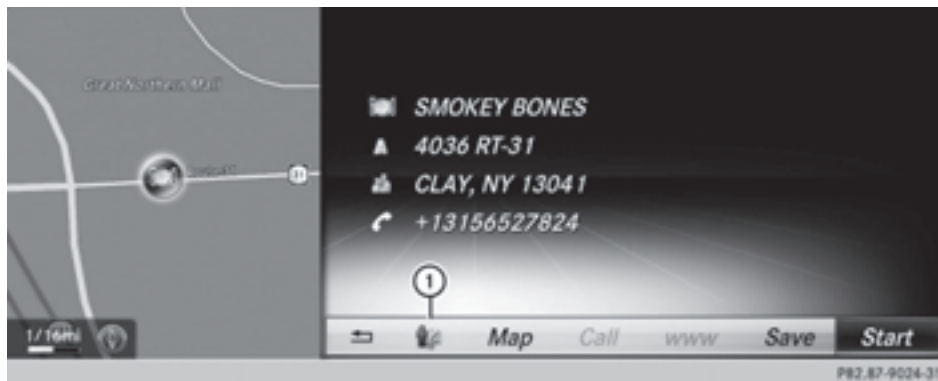 Great Northern Mall
SMOKEY BONES
4036 RT-31
CLAY, NY 13041
+13156527824
1
1/16mi
Map Call www Save Start
P82.87-9024-31